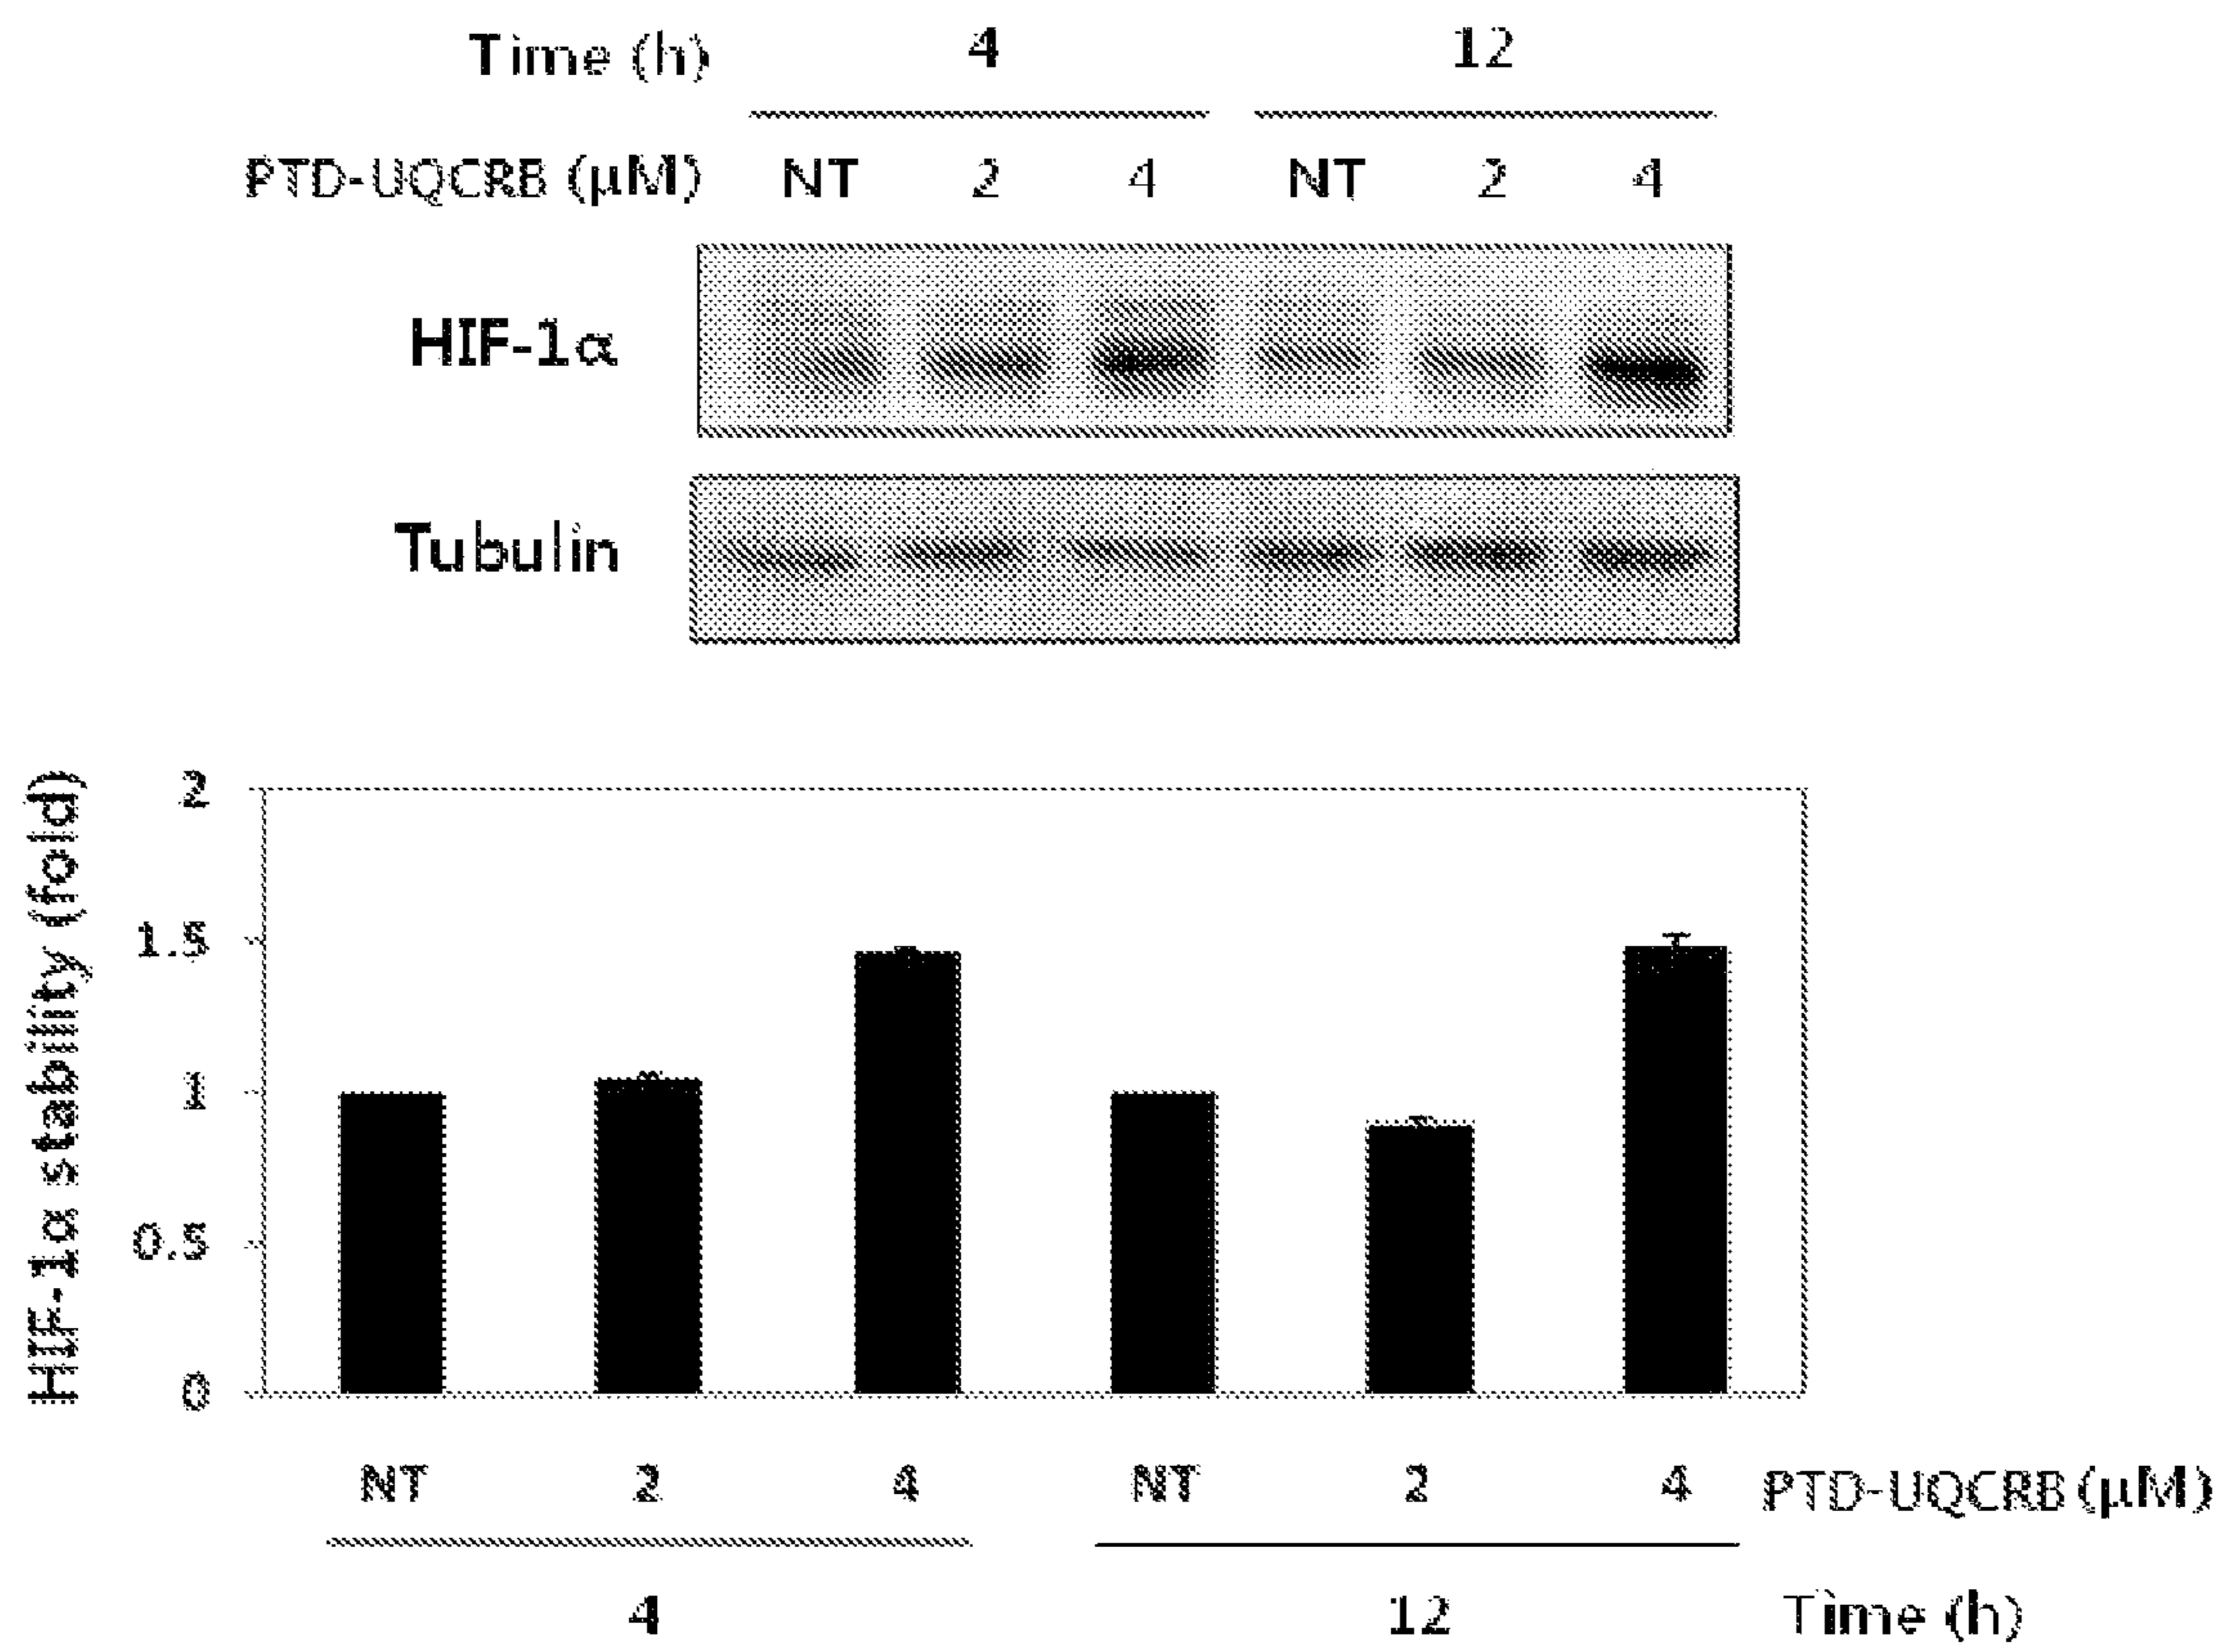 Time (h) 4 12
PTD-UQCRB (μM) NT 2 4 NT 2 4
HIF-1α
Tubulin
HIF-1α stability (fold)
2
1.5
1
0.5
0
NT 2 4 NT 2 4 PTD-UQCRB (μM)
4 12 Time (h)